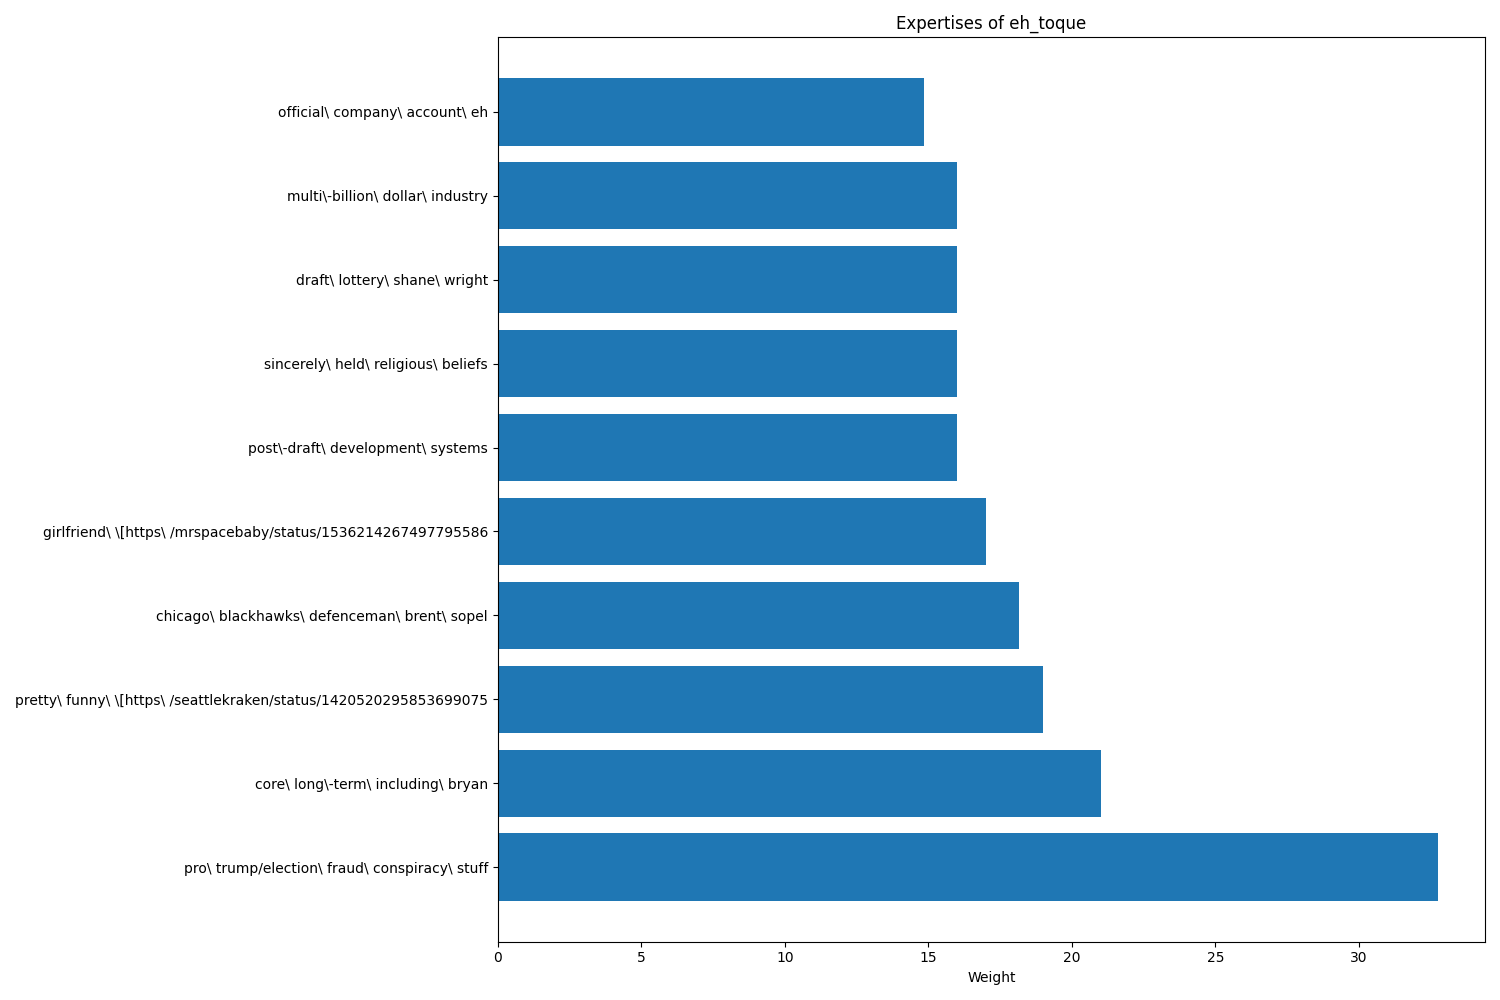 Expertises of eh_toque
official\ company\ account\ eh
multi\-billion\ dollar\ industry
draft\ lottery\ shane\ wright
sincerely\ held\ religious\ beliefs
post\-draft\ development\ systems
girlfriend\ \[https\ /mrspacebaby/status/1536214267497795586
chicago\ blackhawks\ defenceman\ brent\ sopel
pretty\ funny\ \[https\ /seattlekraken/status/1420520295853699075
core\ long\-term\ including\ bryan
pro\ trump/election\ fraud\ conspiracy\ stuff
0 5 10 15 20 25 30
Weight